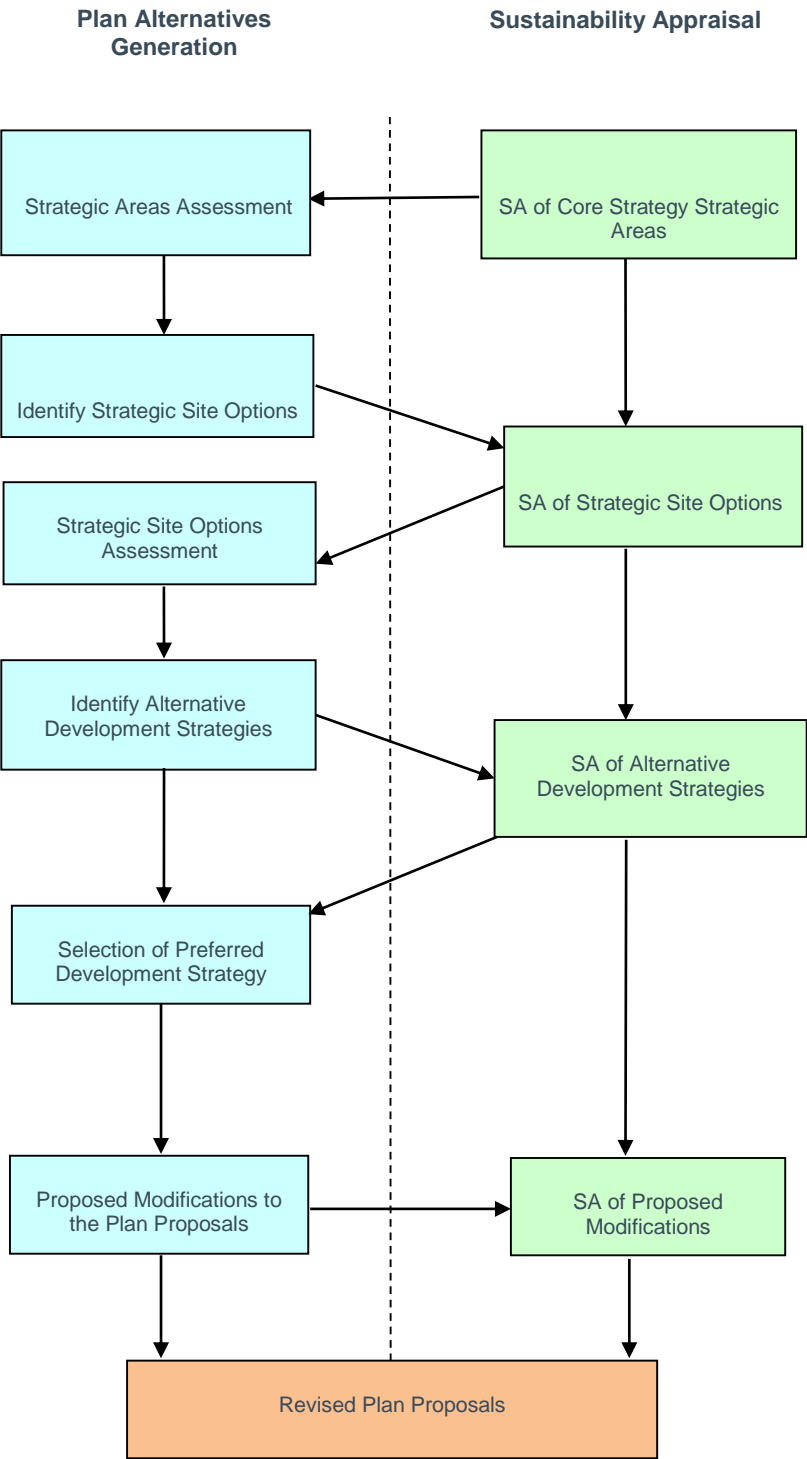 Plan Alternatives
Generation
Sustainability Appraisal
Strategic Areas Assessment
SA of Core Strategy Strategic
Areas
Identify Strategic Site Options
SA of Strategic Site Options
Strategic Site Options
Assessment
Identify Alternative
Development Strategies
SA of Alternative
Development Strategies
Selection of Preferred
Development Strategy
Proposed Modifications to
the Plan Proposals
SA of Proposed
Modifications
Revised Plan Proposals